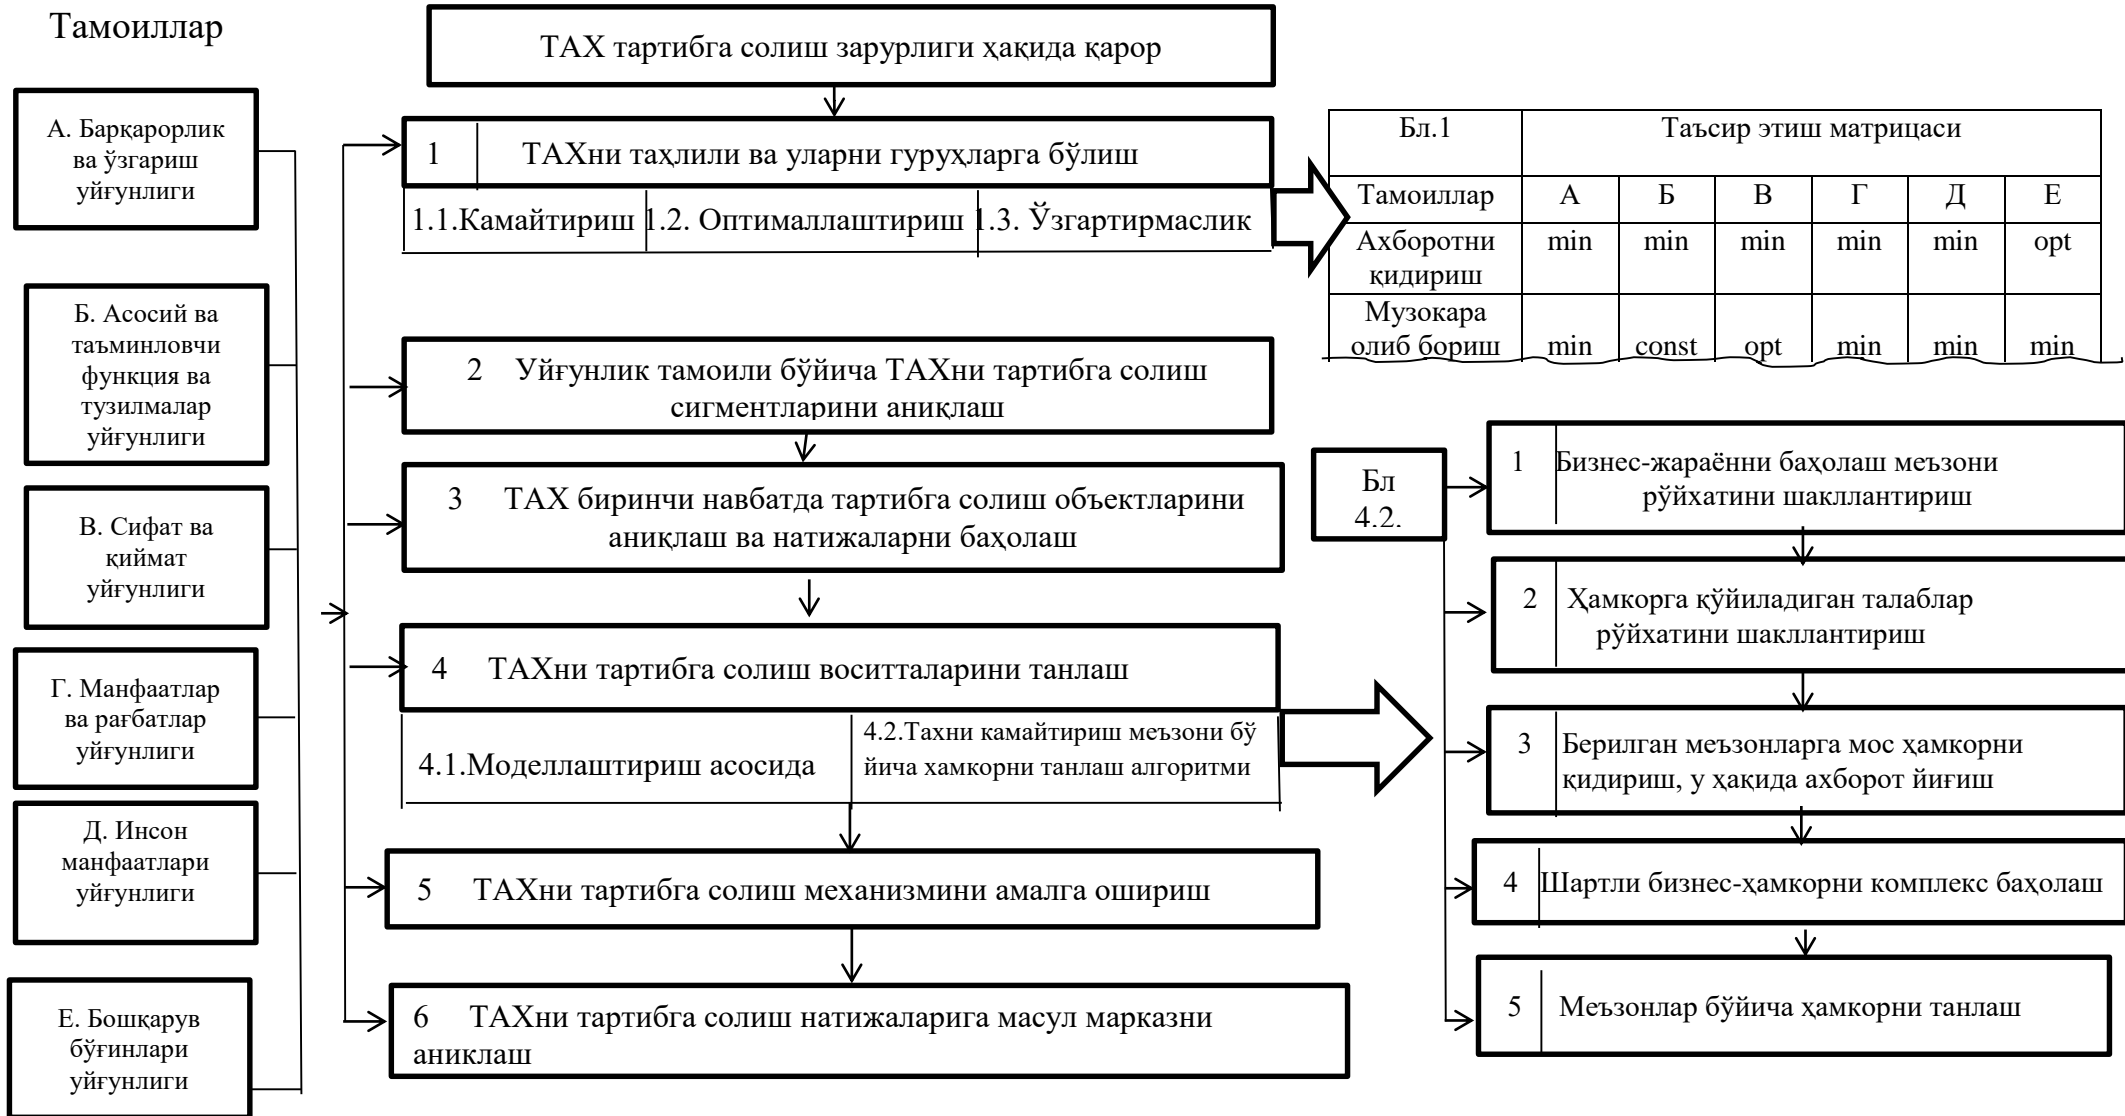 Тамоиллар
А. Барқарорлик
ва ўзгариш
уйғунлиги
Б. Асосий ва
таъминловчи
функция ва
тузилмалар
уйғунлиги
В. Сифат ва
қиймат
уйғунлиги
Г. Манфаатлар
ва рағбатлар
уйғунлиги
Д. Инсон
манфаатлари
уйғунлиги
Е. Бошқарув
бўғинлари
уйғунлиги
ТАХ тартибга солиш зарурлиги ҳақида қарор
1 ТАХни таҳлили ва уларни гуруҳларга бўлиш
1.1.Камайтириш 1.2. Оптималлаштириш 1.3. Ўзгартирмаслик
2 Уйғунлик тамоили бўйича ТАХни тартибга солиш
сигментларини аниқлаш
3 ТАХ биринчи навбатда тартибга солиш объектларини
аниқлаш ва натижаларни баҳолаш
4 ТАХни тартибга солиш воситталарини танлаш
4.1.Моделлаштириш асосида
4.2.Тахни камайтириш меъзони бў
йича хамкорни танлаш алгоритми
5 ТАХни тартибга солиш механизмини амалга ошириш
6 ТАХни тартибга солиш натижаларига масул марказни
аниклаш
Бл.1 Таъсир этиш матрицаси
Тамоиллар А Б В Г Д Е
Ахборотни min min min min min opt
қидириш
Музокара
олиб бориш min const opt min min min
Бл
4.2.
1 Бизнес-жараённи баҳолаш меъзони
рўйхатини шакллантириш
2 Ҳамкорга қўйиладиган талаблар
рўйхатини шакллантириш
3 Берилган меъзонларга мос ҳамкорни
қидириш, у ҳақида ахборот йиғиш
4 Шартли бизнес-ҳамкорни комплекс баҳолаш
5 Меъзонлар бўйича ҳамкорни танлаш